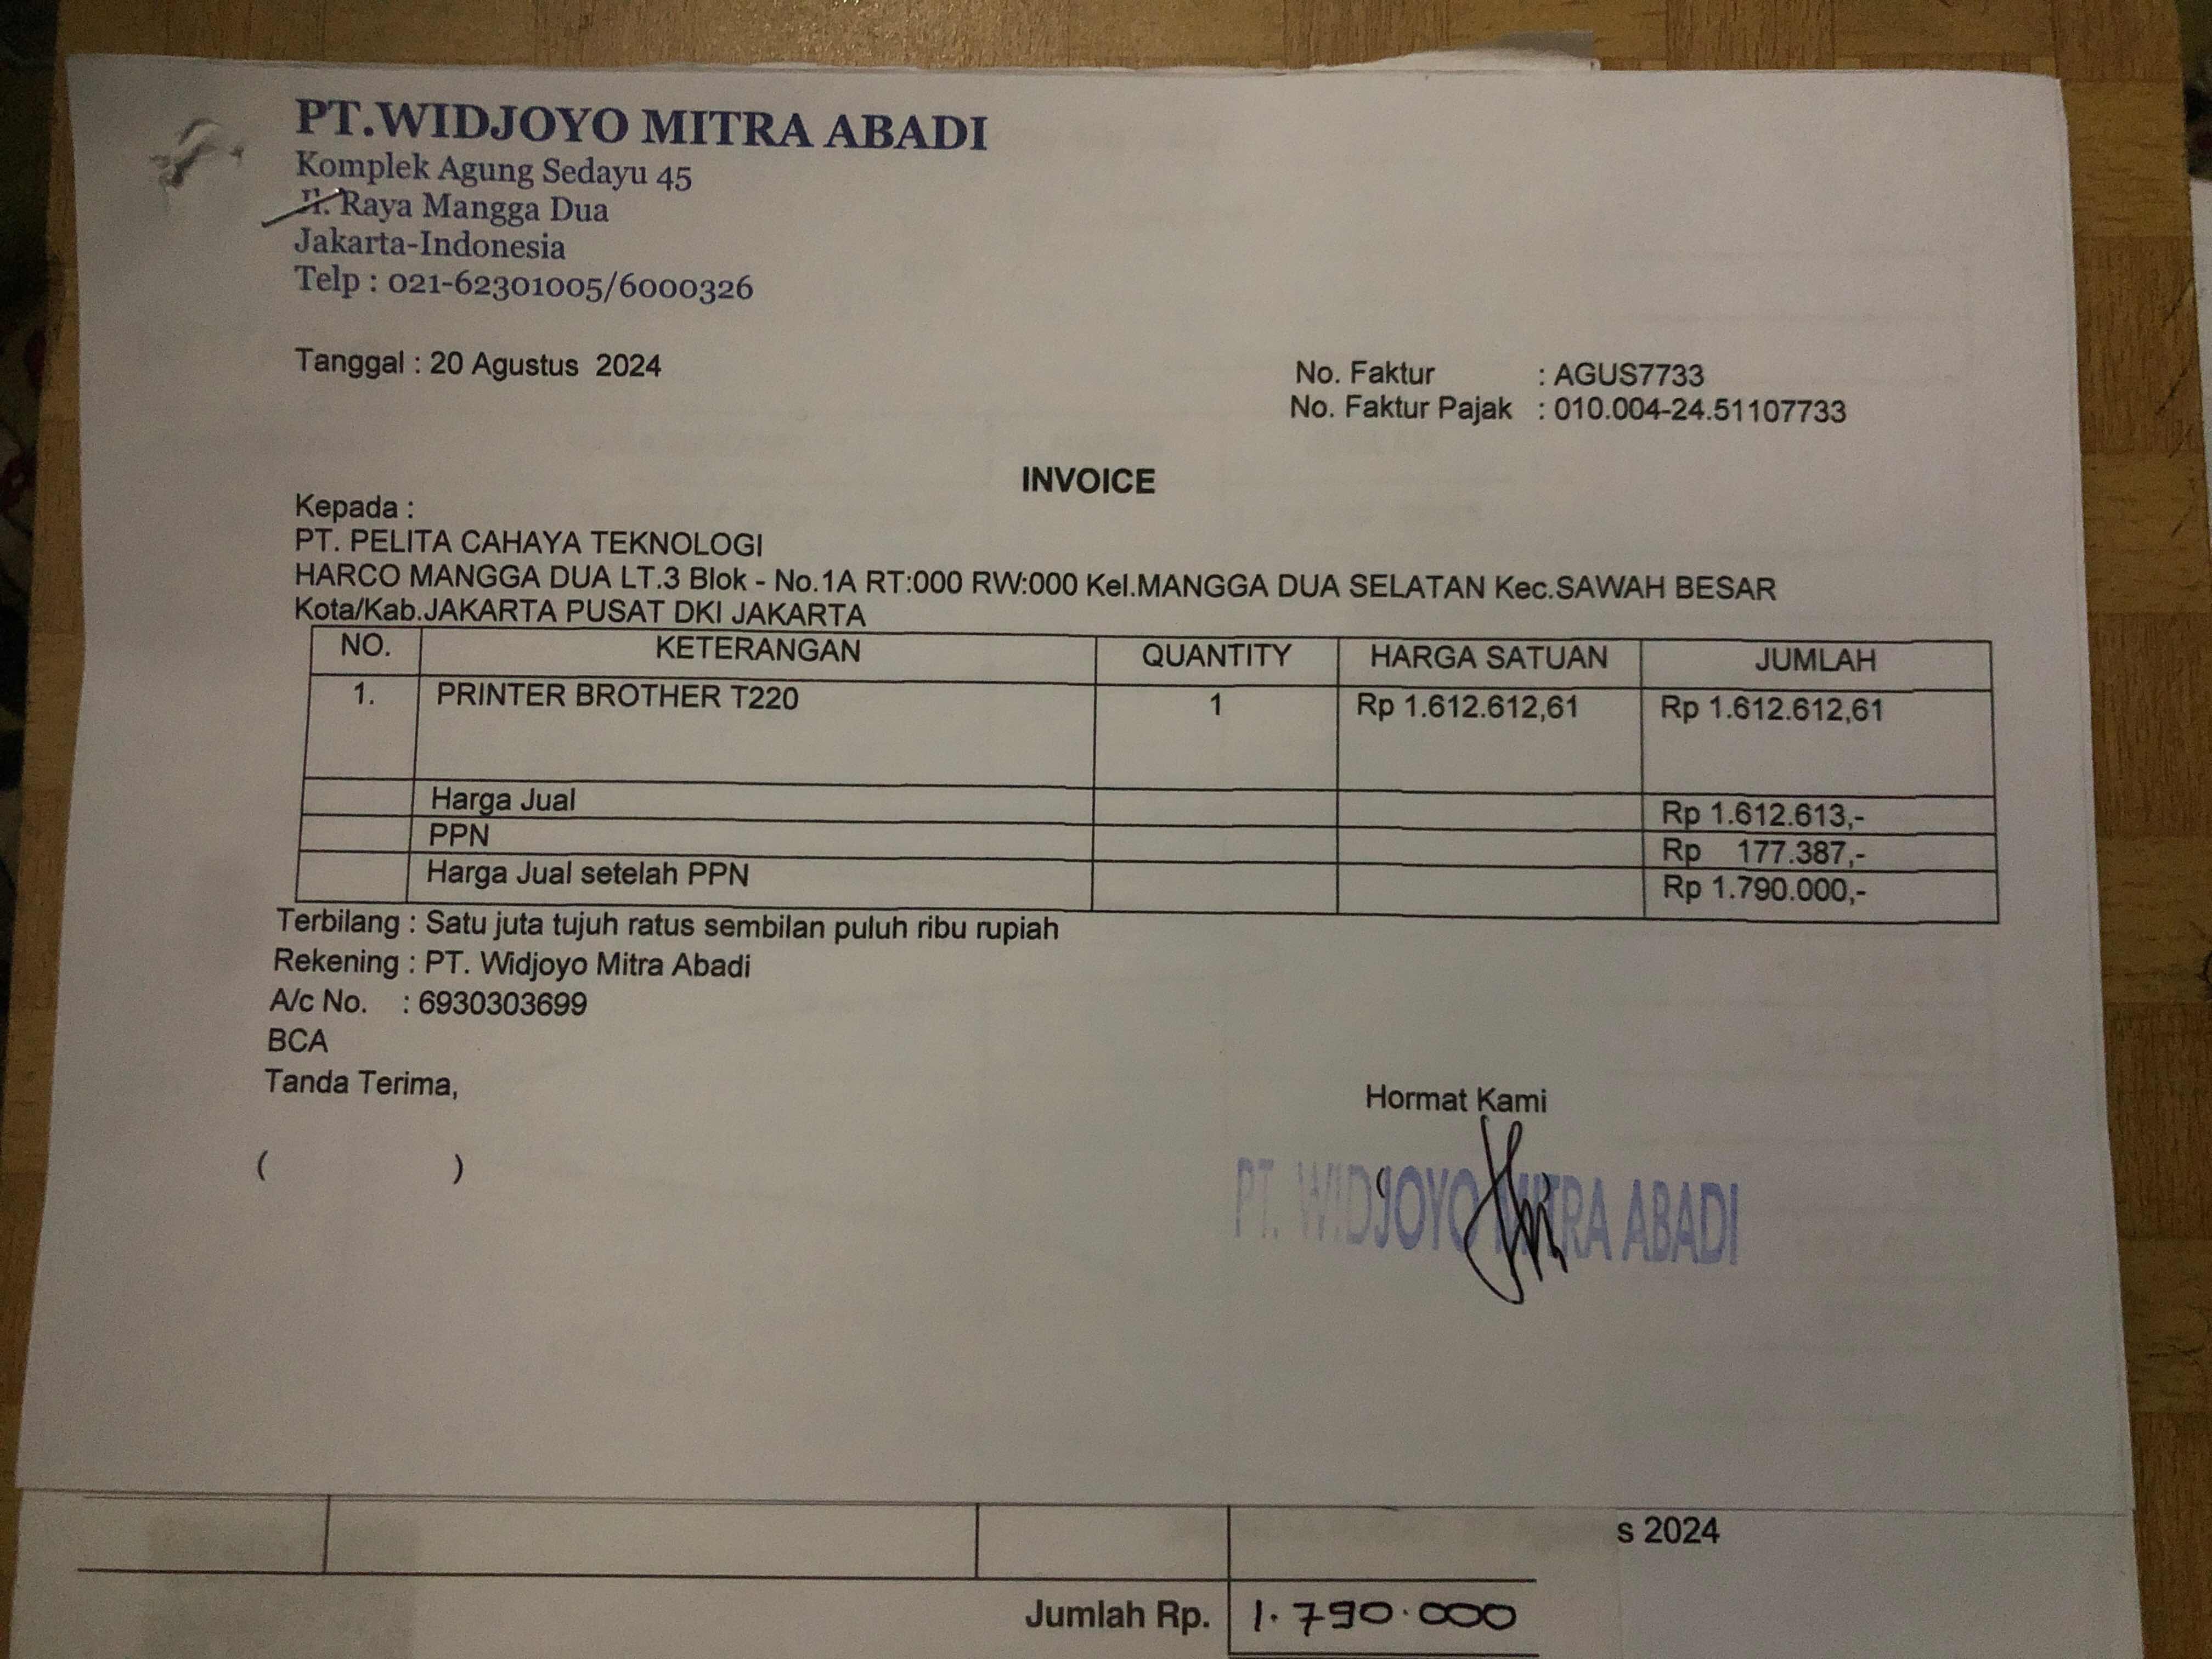 PT.WIDJOYO MITRA ABADI
Komplek Agung Sedayu 45
Jl. Raya Mangga Dua
Jakarta-Indonesia
Telp : 021-62301005/6000326
Tanggal : 20 Agustus 2024
No. Faktur : AGUS7733
No. Faktur Pajak : 010.004-24.51107733
INVOICE
Kepada :
PT. PELITA CAHAYA TEKNOLOGI
HARCO MANGGA DUA LT.3 Blok - No.1A RT:000 RW:000 Kel.MANGGA DUA SELATAN Kec.SAWAH BESAR
Kota/Kab.JAKARTA PUSAT DKI JAKARTA
NO. KETERANGAN QUANTITY HARGA SATUAN JUMLAH
1. PRINTER BROTHER T220 1 Rp 1.612.612,61 Rp 1.612.612,61
Harga Jual Rp 1.612.613,-
PPN Rp 177.387,-
Harga Jual setelah PPN Rp 1.790.000,-
Terbilang : Satu juta tujuh ratus sembilan puluh ribu rupiah
Rekening : PT. Widjoyo Mitra Abadi
A/c No. : 6930303699
BCA
Tanda Terima,
Hormat Kami
( )
PT. WIDJOYO MITRA ABADI
s 2024
Jumlah Rp. 1.790.000